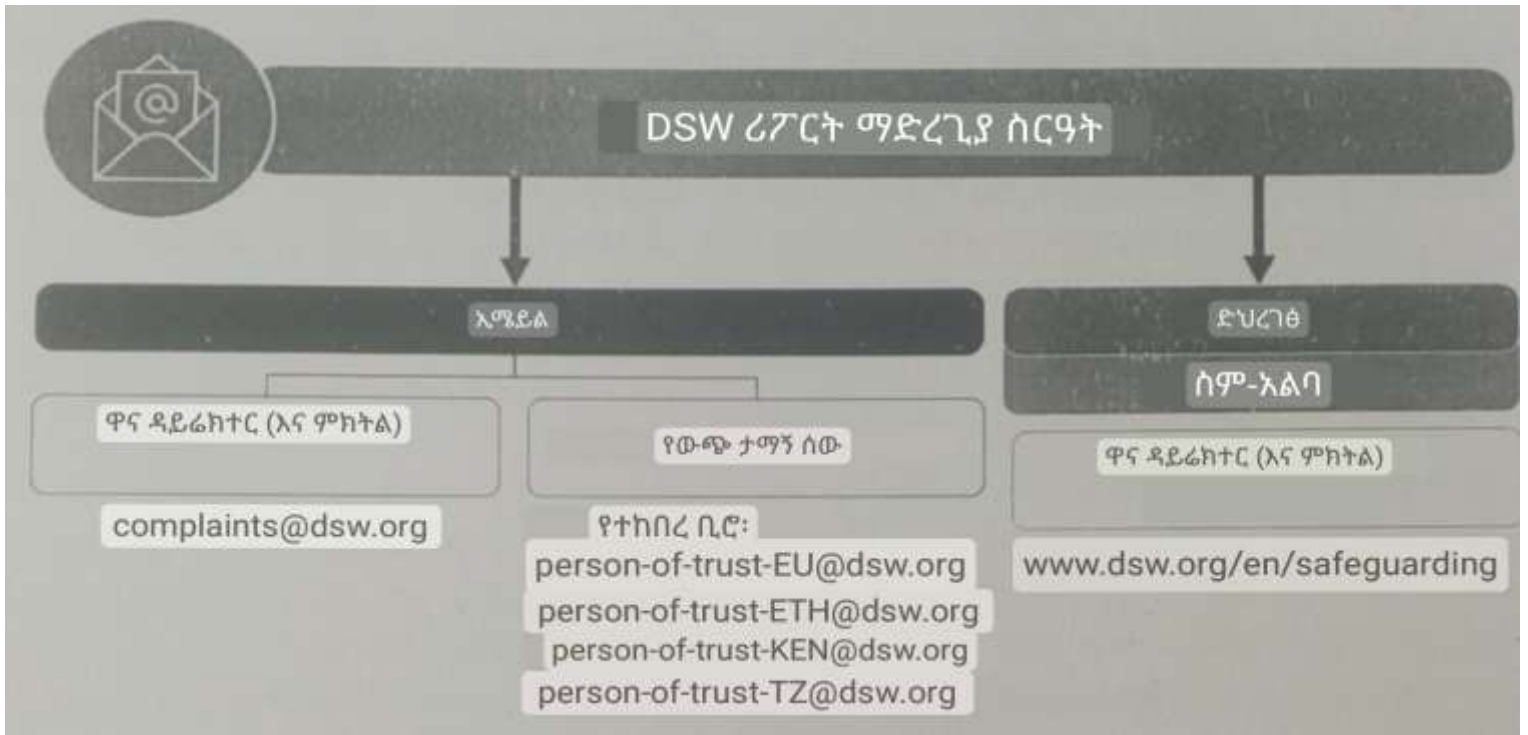 DSW ሪፖርት ማድረጊያ ስርዓት
ኢሜይል
ዋና ዳይሬክተር (እና ምክትል)
complaints@dsw.org
የውጭ ታማኝ ሰው
የተከበረ ቢሮ፡
person-of-trust-EU@dsw.org
person-of-trust-ETH@dsw.org
person-of-trust-KEN@dsw.org
person-of-trust-TZ@dsw.org
ድህረገፅ
ስም-አልባ
ዋና ዳይሬክተር (እና ምክትል)
www.dsw.org/en/safeguarding